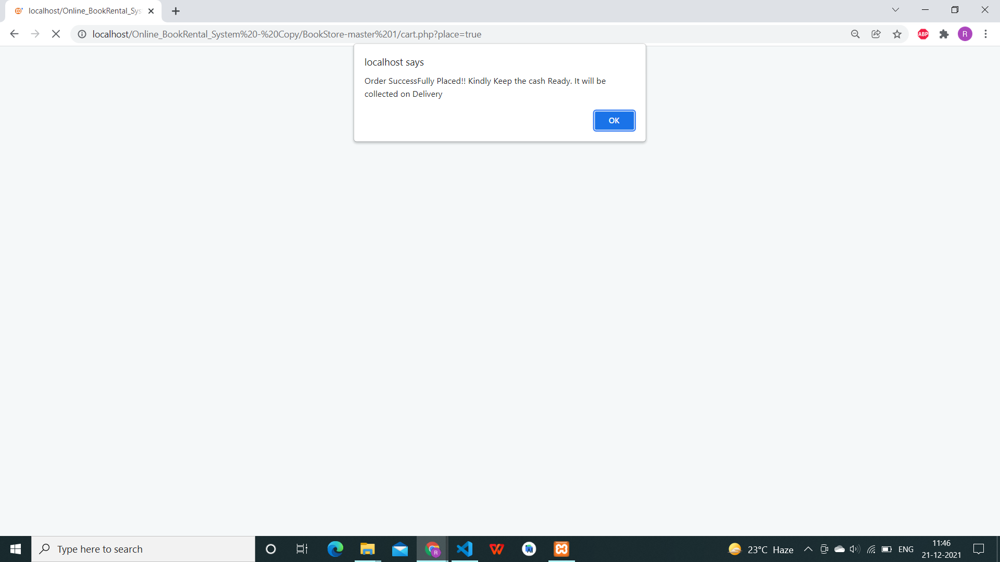 localhost/Online_BookRental_Sys
localhost/Online_BookRental_System%20-%20Copy/BookStore-master%201/cart.php?place=true
ABP
R
localhost says
Order SuccessFully Placed!! Kindly Keep the cash Ready. It will be
collected on Delivery
OK
Type here to search
R
23°C Haze
ENG
11:46
21-12-2021